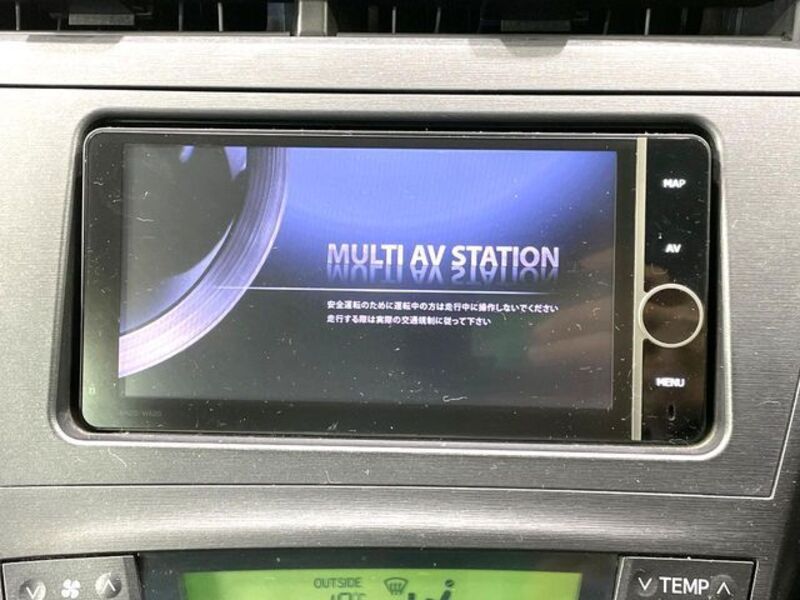 MAP
MULTI AV STATION
AV
安全運転のために運転中の方は走行中に操作しないでください
走行する際は実際の交通規制に従って下さい
MENU
OUTSIDE
TEMP